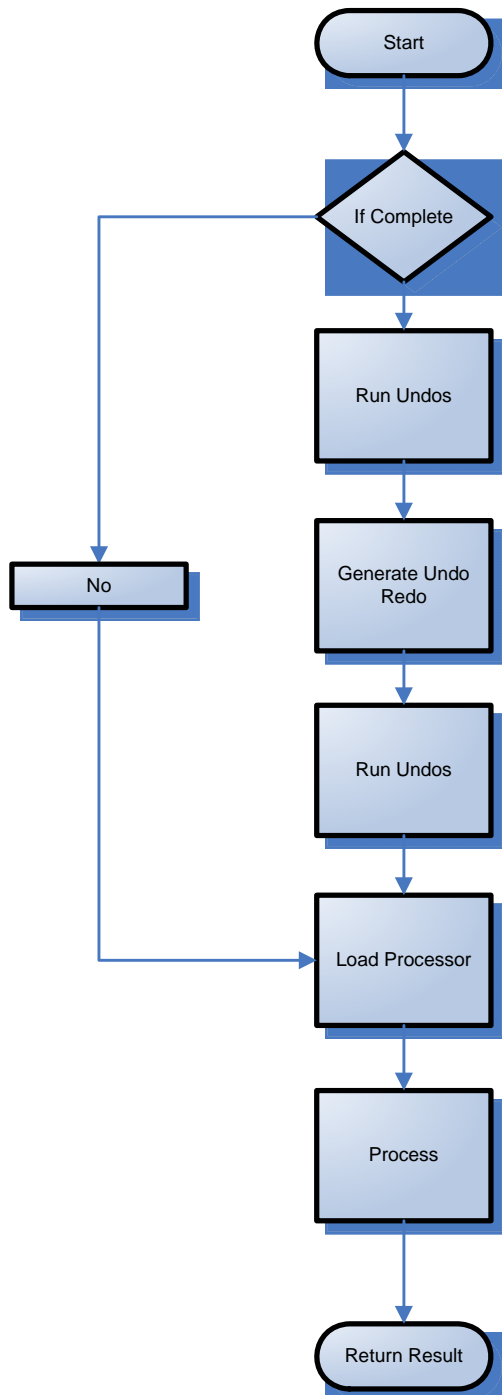 Start
If Complete
Run Undos
Generate Undo
Redo
No
Run Undos
Load Processor
Process
Return Result